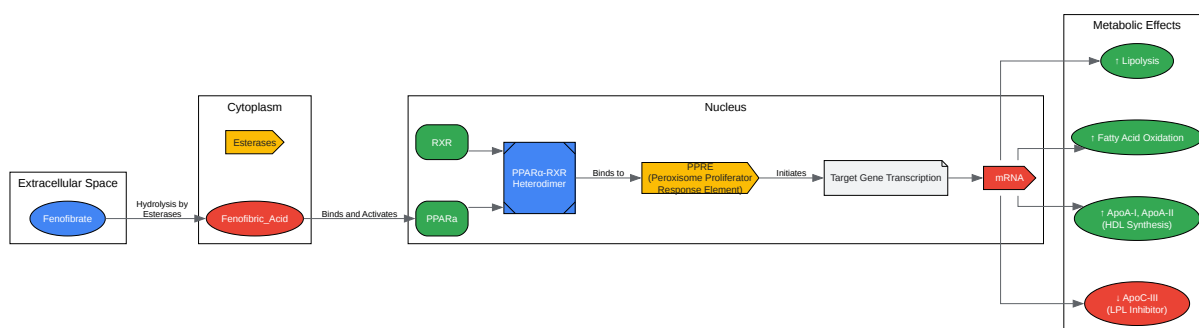 Metabolic Effects
↑ Lipolysis
Cytoplasm
Nucleus
Esterases
RXR
↑ Fatty Acid Oxidation
PPARα-RXR
Heterodimer
Binds to
PPRE
(Peroxisome Proliferator
Response Element)
Initiates
Target Gene Transcription
mRNA
Extracellular Space
Fenofibrate
Hydrolysis by
Esterases
Fenofibric_Acid
Binds and Activates
PPARa
↑ ApoA-I, ApoA-II
(HDL Synthesis)
↓ ApoC-III
(LPL Inhibitor)